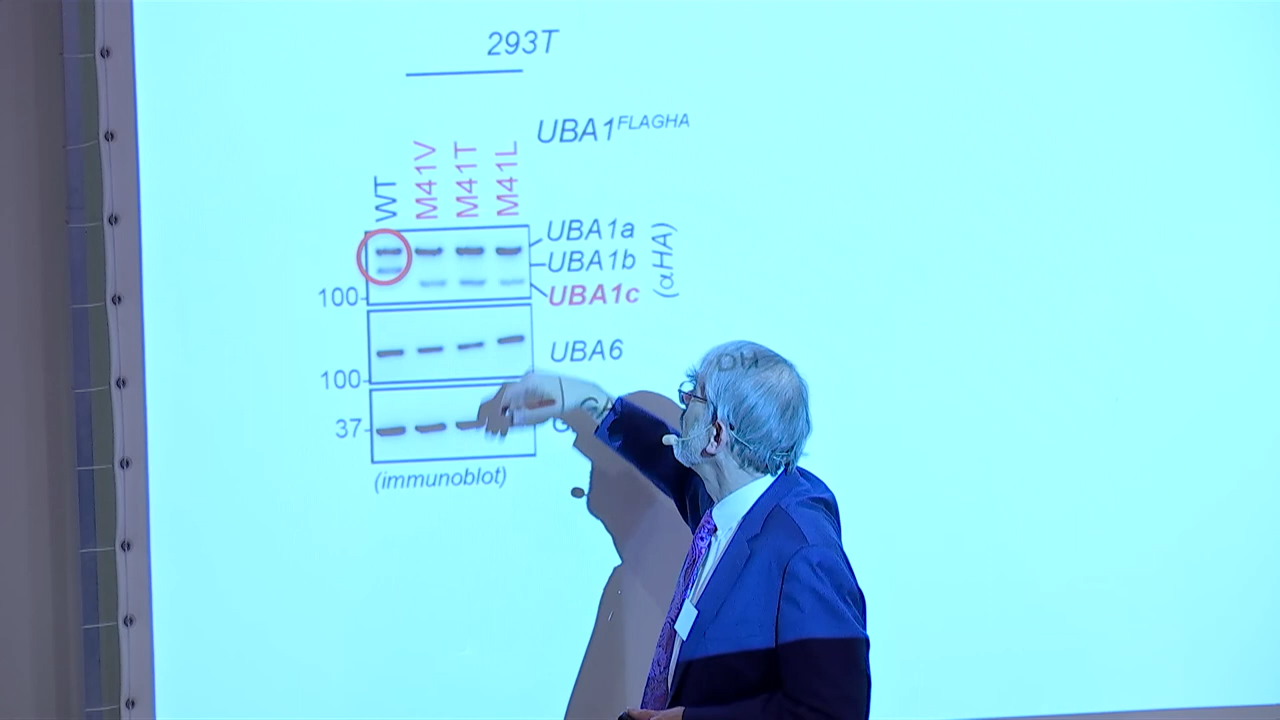 293T
UBA1FLAGHA
WT
M41V
M41T
M41L
UBA1a
UBA1b
UBA1c
(αHA)
100
UBA6
100
37
(immunoblot)